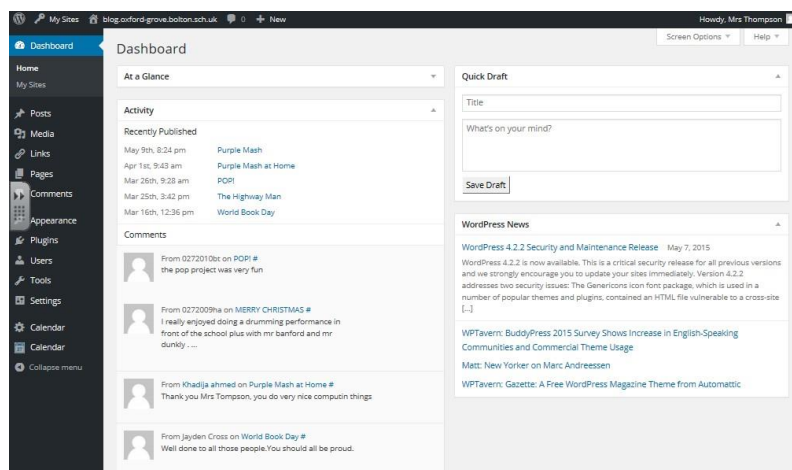 My Sites blog.oxford-grove.bolton.sch.uk 0 + New Howdy, Mrs Thompson
Screen Options Help
Dashboard
Home
My Sites
Posts
Media
Links
Pages
Comments
Appearance
Plugins
Users
Tools
Settings
Calendar
Calendar
Collapse menu
Dashboard
At a Glance
Activity
Recently Published
May 9th, 8:24 pm Purple Mash
Apr 1st, 9:43 am Purple Mash at Home
Mar 26th, 9:28 am POP!
Mar 25th, 3:42 pm The Highway Man
Mar 16th, 12:36 pm World Book Day
Comments
From 0272010bt on POP! #
the pop project was very fun
From 0272009ha on MERRY CHRISTMAS #
I really enjoyed doing a drumming performance in
front of the school plus with mr banford and mr
dunkly . ...
From Khadija ahmed on Purple Mash at Home #
Thank you Mrs Tompson, you do very nice computin things
From Jayden Cross on World Book Day #
Well done to all those people.You should all be proud.
Quick Draft
Title
What's on your mind?
Save Draft
WordPress News
WordPress 4.2.2 Security and Maintenance Release May 7, 2015
WordPress 4.2.2 is now available. This is a critical security release for all previous versions
and we strongly encourage you to update your sites immediately. Version 4.2.2
addresses two security issues: The Genericons icon font package, which is used in a
number of popular themes and plugins, contained an HTML file vulnerable to a cross-site
[...]
WPTavern: BuddyPress 2015 Survey Shows Increase in English-Speaking
Communities and Commercial Theme Usage
Matt: New Yorker on Marc Andreessen
WPTavern: Gazette: A Free WordPress Magazine Theme from Automattic